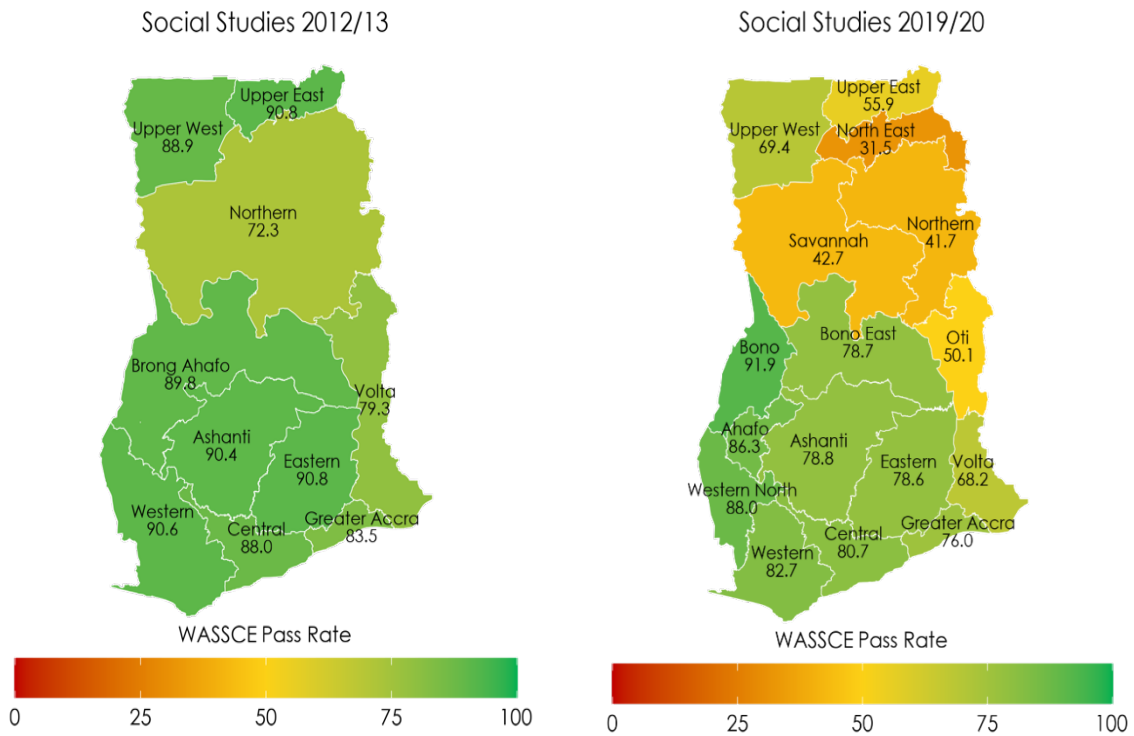 Social Studies 2012/13
Upper East
90.8
Upper West
88.9
Northern
72.3
Brong Ahafo
89.8
Volta
79.3
Ashanti
90.4
Eastern
90.8
Western
90.6
Central
88.0
Greater Accra
83.5
WASSCE Pass Rate
0 25 50 75 100
Social Studies 2019/20
Upper East
55.9
Upper West
69.4
North East
31.5
Northern
41.7
Savannah
42.7
Bono East
78.7
Bono
91.9
Oti
50.1
Ahafo
86.3
Ashanti
78.8
Eastern
78.6
Volta
68.2
Western North
88.0
Greater Accra
76.0
Central
80.7
Western
82.7
WASSCE Pass Rate
0 25 50 75 100